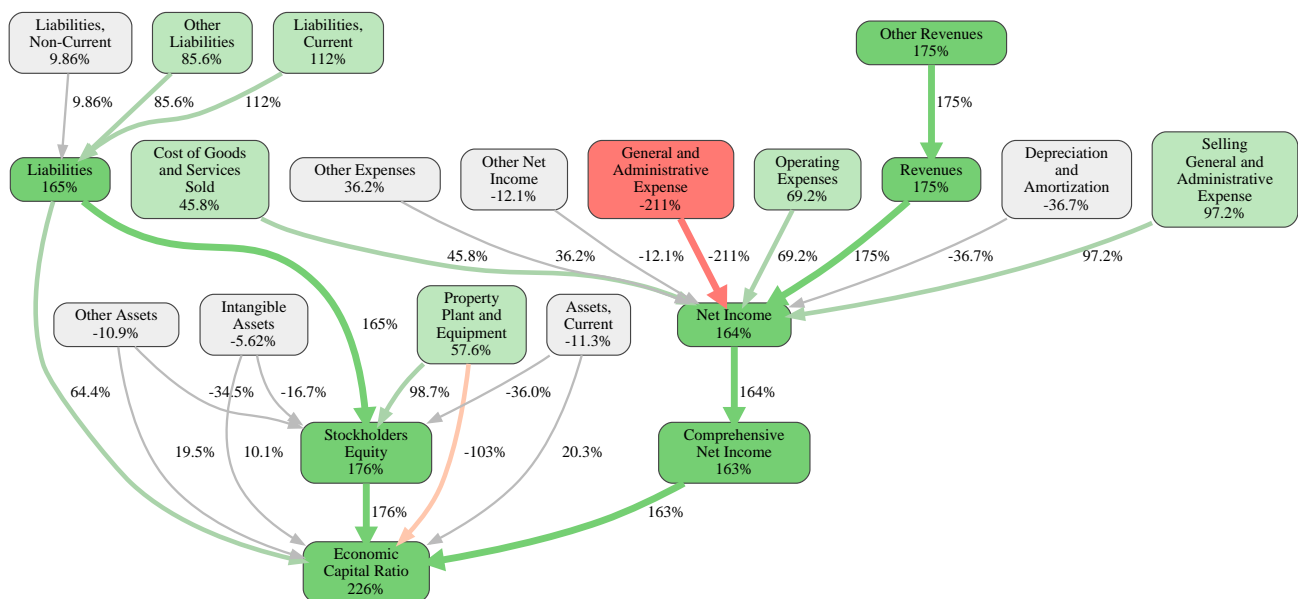 Liabilities,
Non-Current
9.86%
Other
Liabilities
85.6%
Liabilities,
Current
112%
Other Revenues
175%
9.86%
85.6%
112%
175%
Liabilities
165%
Cost of Goods
and Services
Sold
45.8%
Other Expenses
36.2%
Other Net
Income
-12.1%
General and
Administrative
Expense
-211%
Operating
Expenses
69.2%
Revenues
175%
Depreciation
and
Amortization
-36.7%
Selling
General and
Administrative
Expense
97.2%
45.8%
36.2%
-12.1%
-211%
69.2%
175%
-36.7%
97.2%
Other Assets
-10.9%
Intangible
Assets
-5.62%
165%
Property
Plant and
Equipment
57.6%
Assets,
Current
-11.3%
Net Income
164%
64.4%
-34.5%
-16.7%
98.7%
-36.0%
164%
Stockholders
Equity
176%
Comprehensive
Net Income
163%
19.5%
10.1%
-103%
20.3%
176%
163%
Economic
Capital Ratio
226%